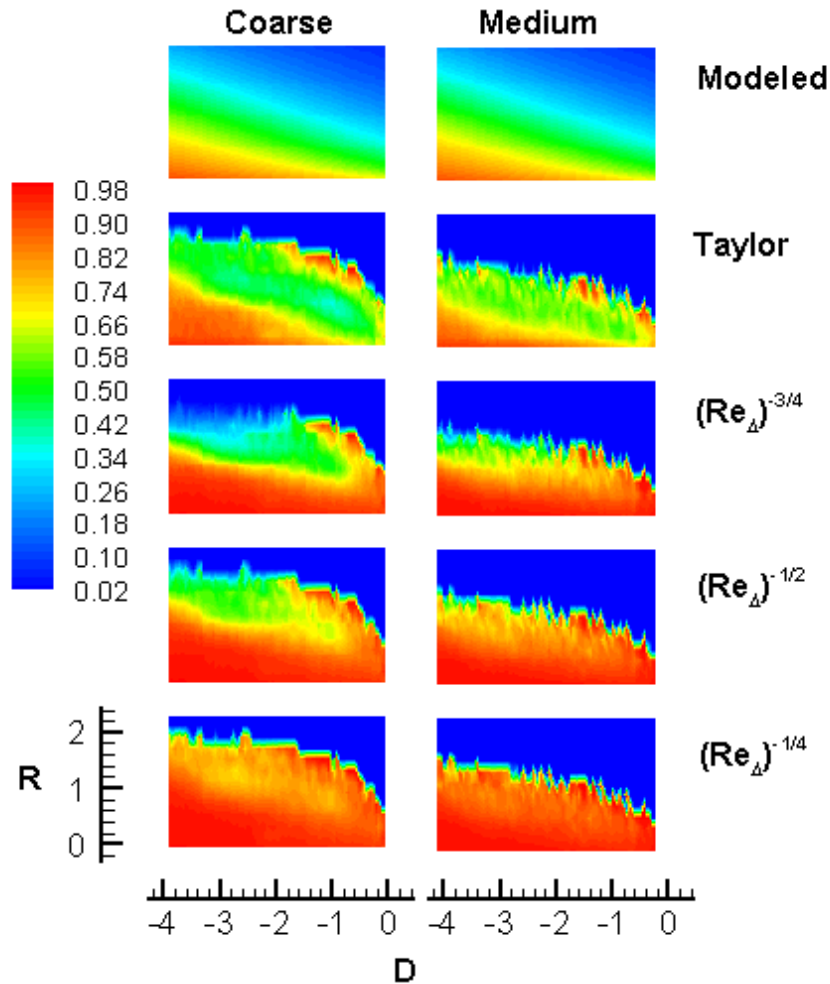 Coarse Medium
Modeled
0.98
0.90
0.82
0.74
0.66
0.58
0.50
0.42
0.34
0.26
0.18
0.10
0.02
Taylor
(Re_Δ)^-3/4
(Re_Δ)^-1/2
(Re_Δ)^-1/4
R
2
1
0
-4 -3 -2 -1 0 -4 -3 -2 -1 0
D